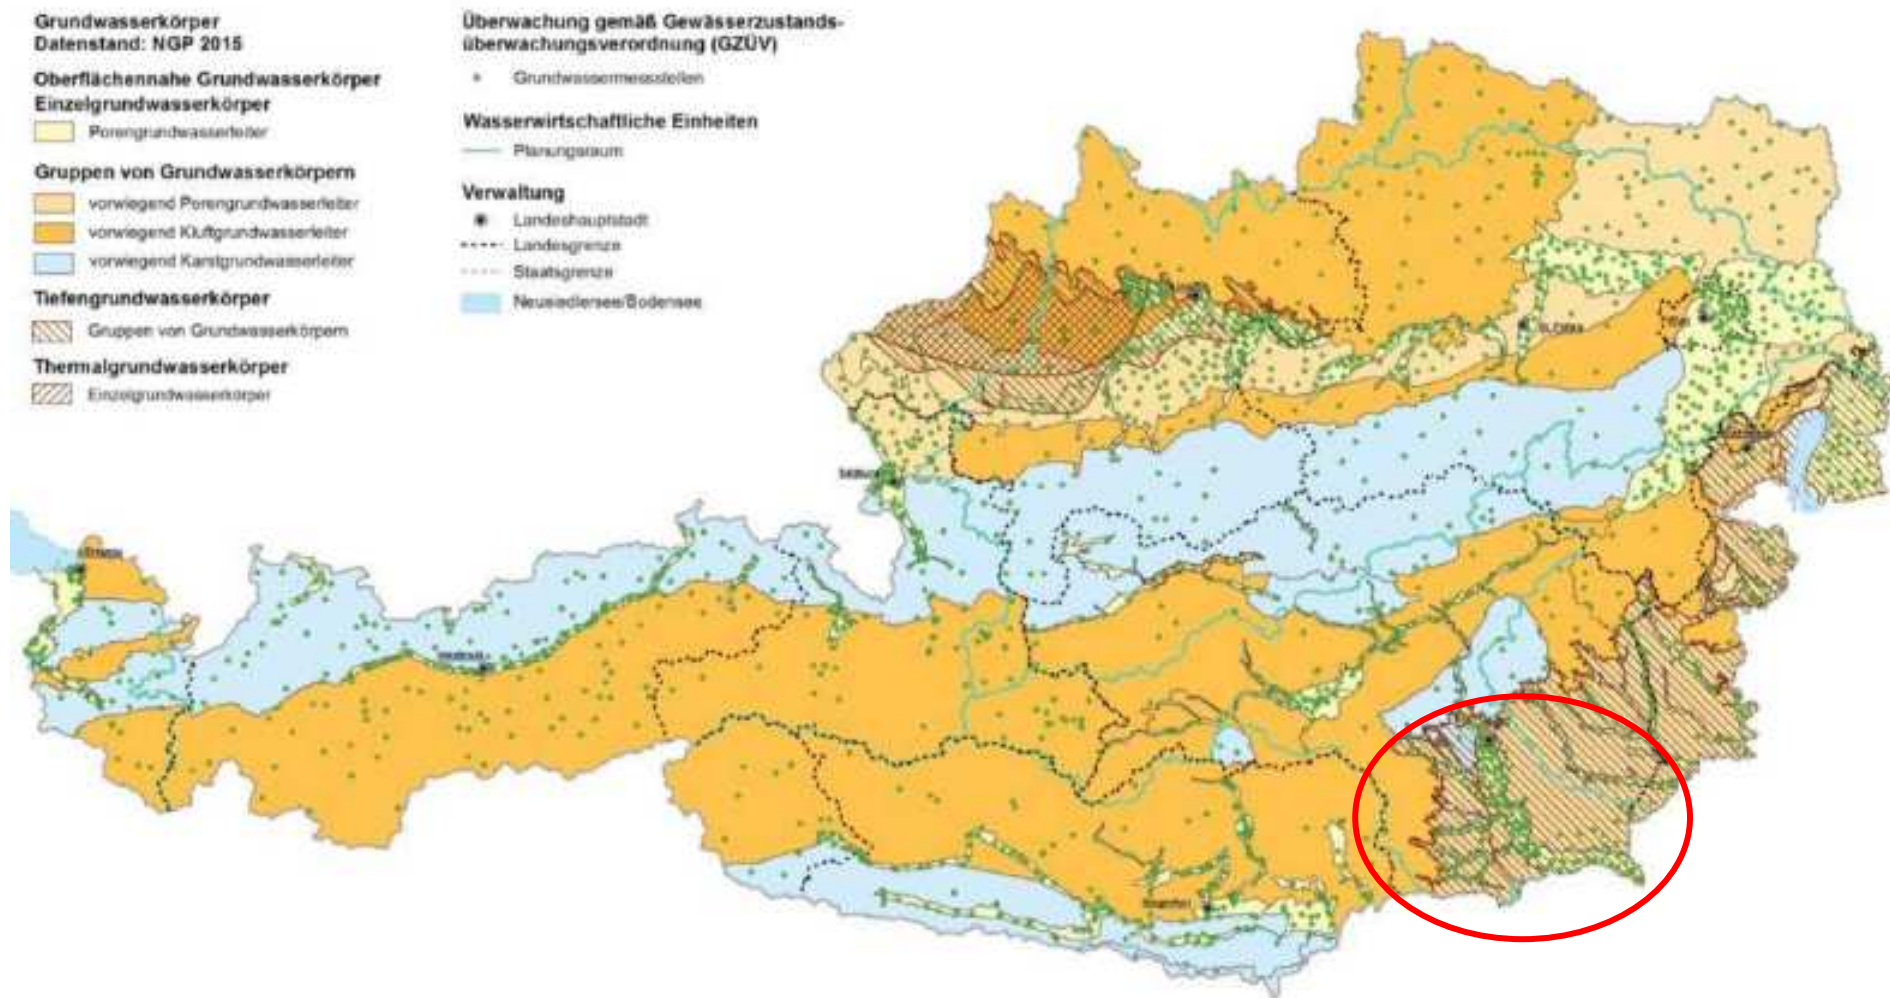 Grundwasserkörper
Datenstand: NGP 2015
Oberflächennahe Grundwasserkörper
Einzelgrundwasserkörper
Porengrundwasserleiter
Gruppen von Grundwasserkörpern
vorwiegend Porengrundwasserleiter
vorwiegend Kluftgrundwasserleiter
vorwiegend Karstgrundwasserleiter
Tiefengrundwasserkörper
Gruppen von Grundwasserkörpern
Thermalgrundwasserkörper
Einzelgrundwasserkörper
Überwachung gemäß Gewässerzustands-
überwachungsverordnung (GZÜV)
Grundwassermessstellen
Wasserwirtschaftliche Einheiten
Planungsraum
Verwaltung
Landeshauptstadt
Landesgrenze
Staatsgrenze
Neusiedlersee/Bodensee